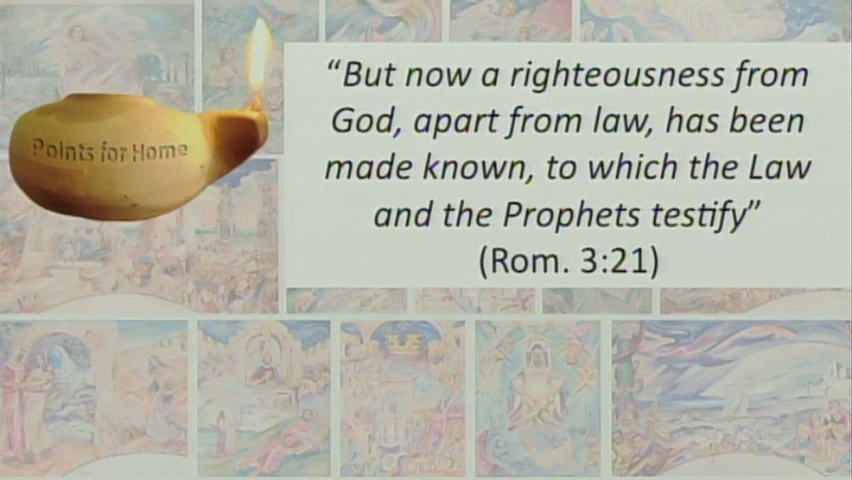 Points for Home
“But now a righteousness from
God, apart from law, has been
made known, to which the Law
and the Prophets testify”
(Rom. 3:21)